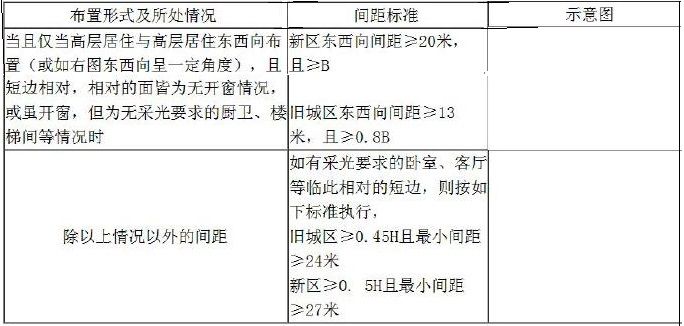 布置形式及所处情况
间距标准
示意图
当且仅当高层居住与高层居住东西向布
置（或如右图东西向呈一定角度），且
短边相对，相对的面皆为无开窗情况，
或虽开窗，但为无采光要求的厨卫、楼
梯间等情况时
新区东西向间距≥20米，
且≥B
旧城区东西向间距≥13
米，且≥0.8B
除以上情况以外的间距
如有采光要求的卧室、客厅
等临此相对的短边，则按如
下标准执行，
旧城区≥0.45H且最小间距
≥24米
新区≥0. 5H且最小间距
≥27米